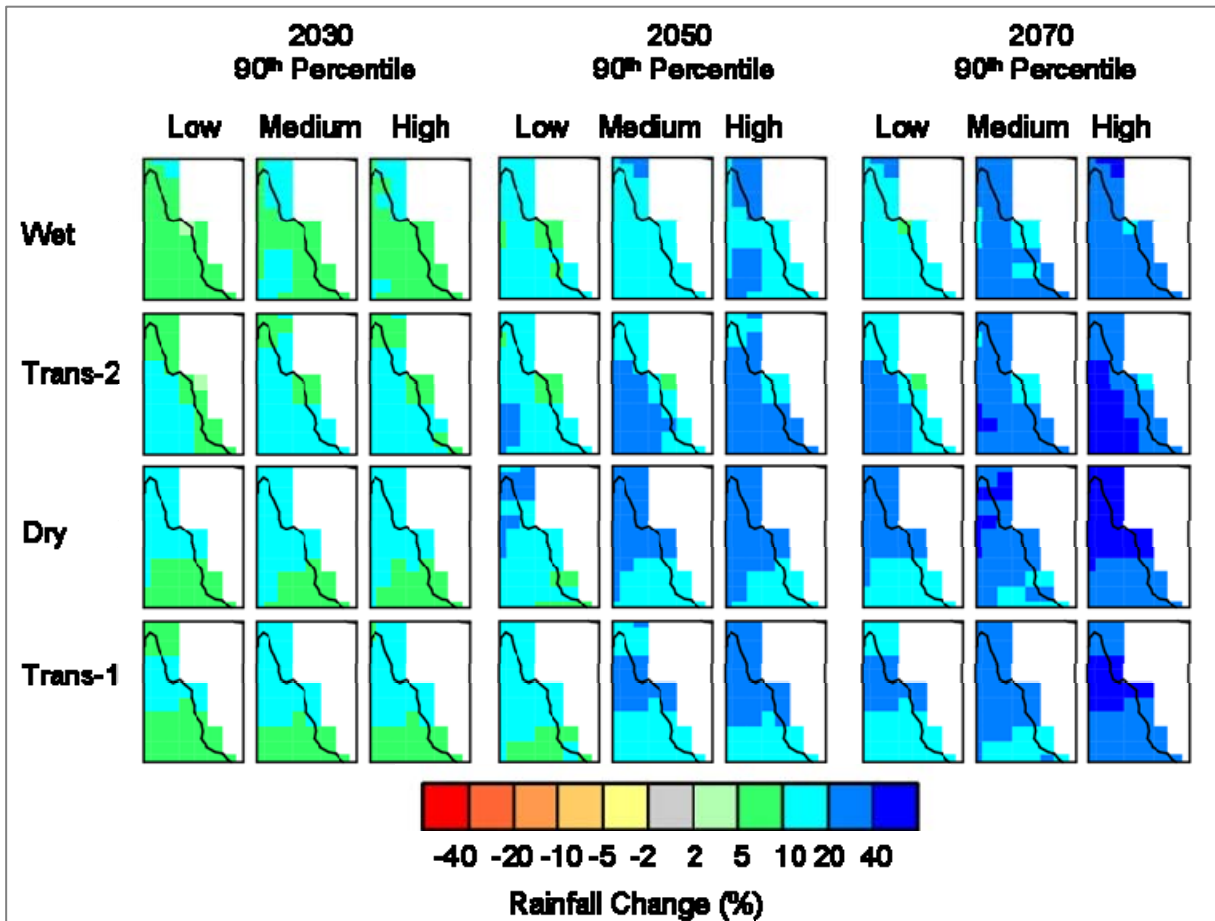 2030 2050 2070
90th Percentile 90th Percentile 90th Percentile
Low Medium High Low Medium High Low Medium High
Wet
Trans-2
Dry
Trans-1
-40 -20 -10 -5 -2 2 5 10 20 40
Rainfall Change (%)